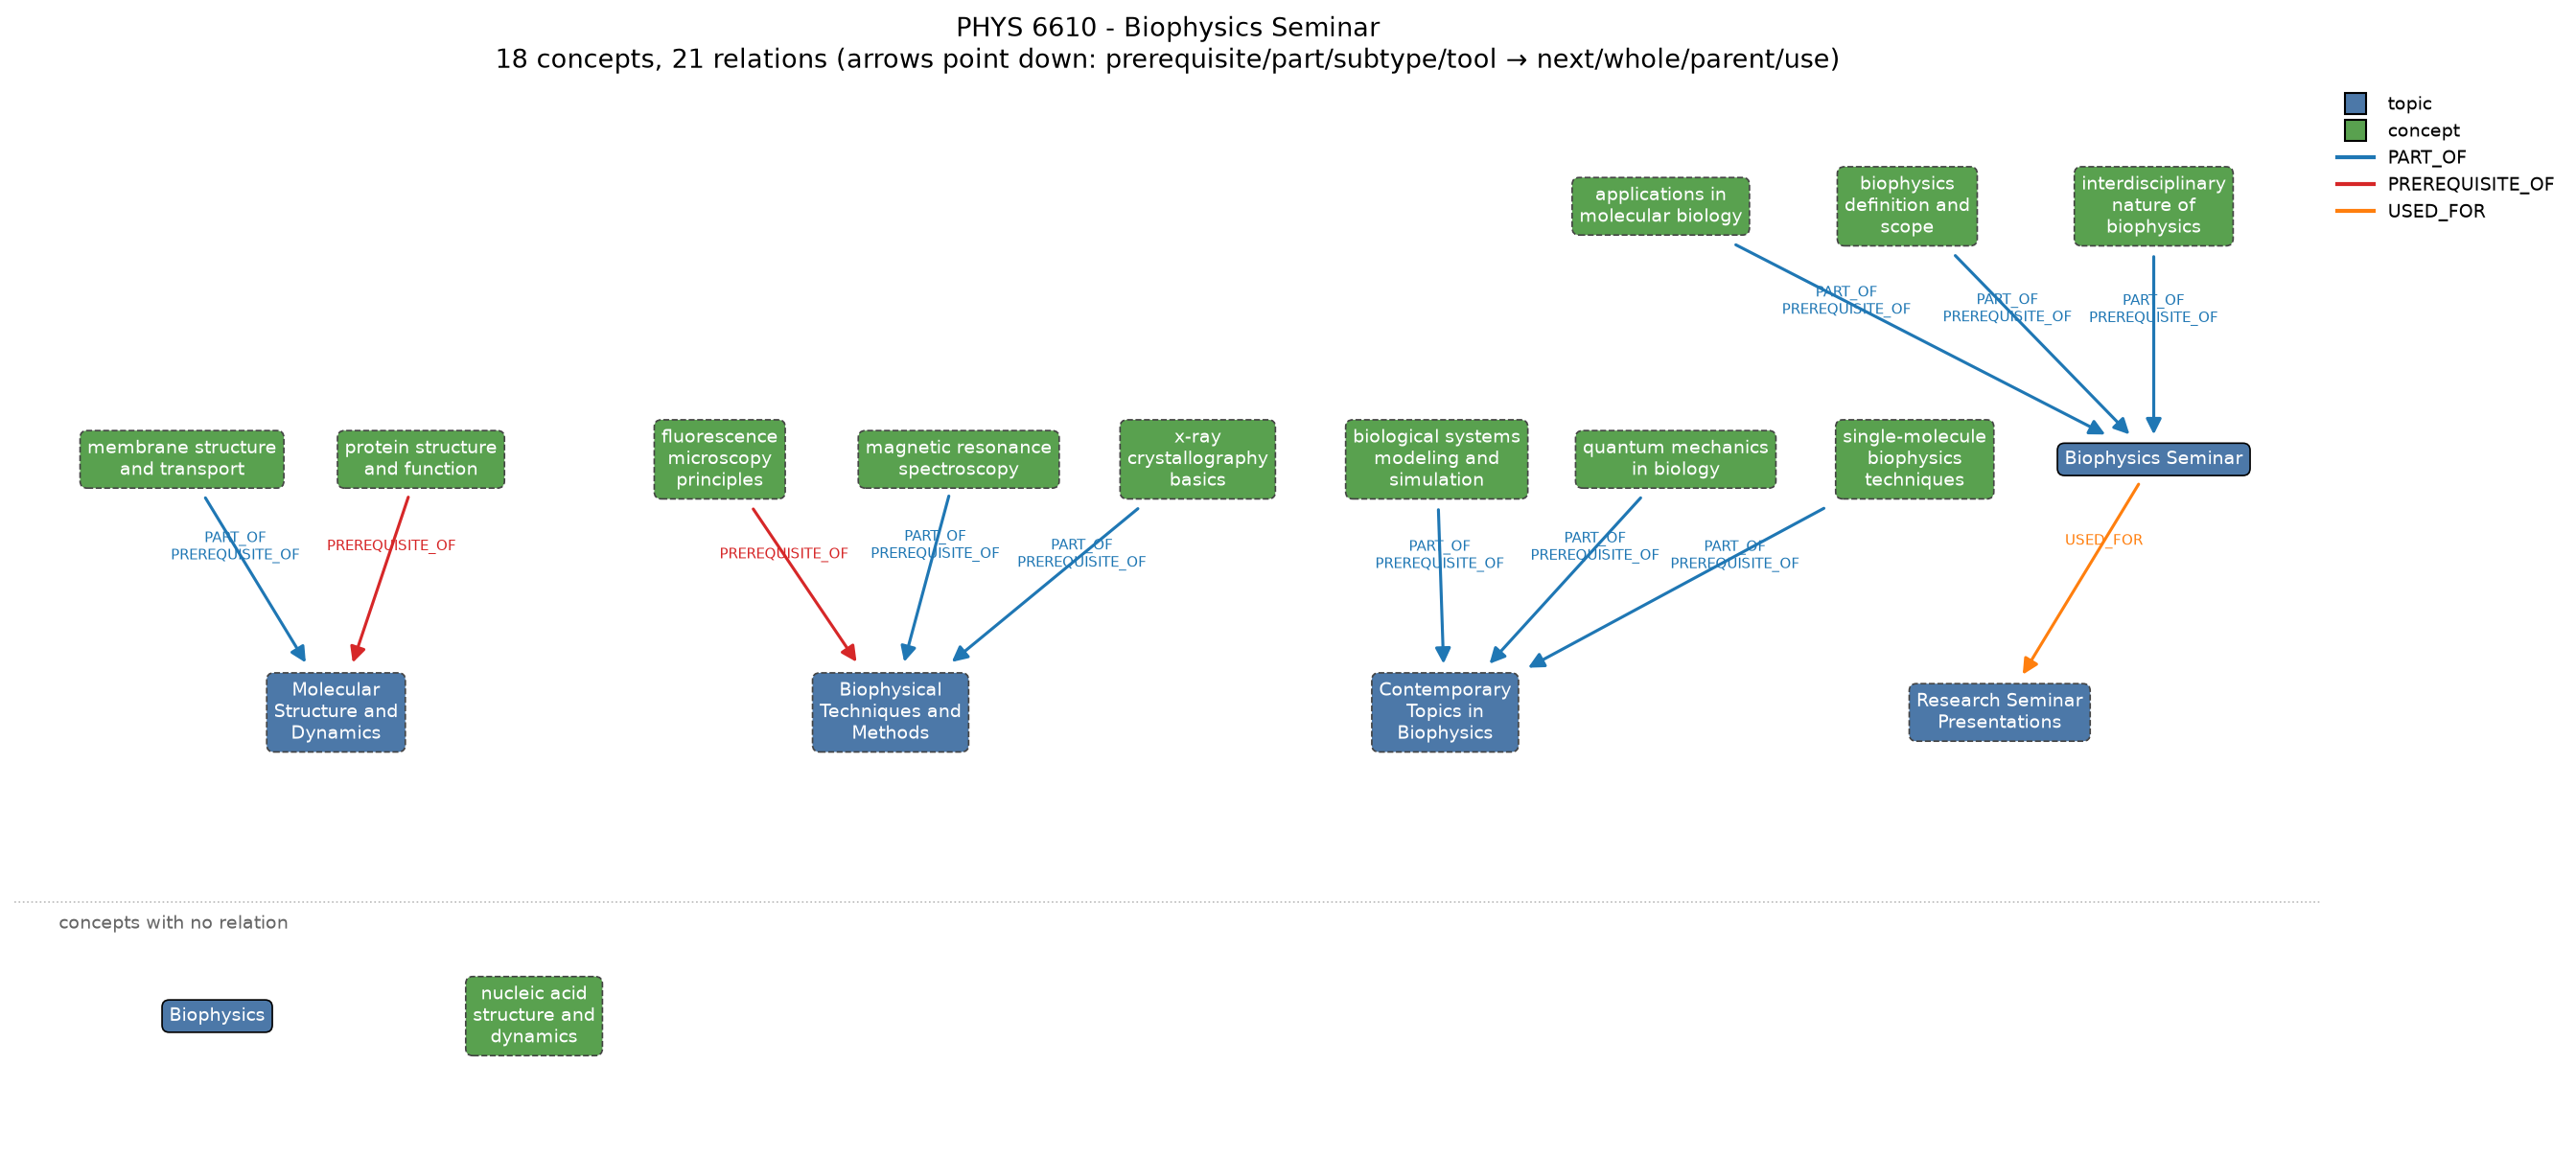 PHYS 6610 - Biophysics Seminar
18 concepts, 21 relations (arrows point down: prerequisite/part/subtype/tool → next/whole/parent/use)
topic
concept
PART_OF
PREREQUISITE_OF
USED_FOR
applications in
molecular biology
biophysics
definition and
scope
interdisciplinary
nature of
biophysics
PART_OF
PREREQUISITE_OF
PART_OF
PREREQUISITE_OF
PART_OF
PREREQUISITE_OF
membrane structure
and transport
protein structure
and function
fluorescence
microscopy
principles
magnetic resonance
spectroscopy
x-ray
crystallography
basics
biological systems
modeling and
simulation
quantum mechanics
in biology
single-molecule
biophysics
techniques
Biophysics Seminar
PART_OF
PREREQUISITE_OF
PREREQUISITE_OF
PREREQUISITE_OF
PART_OF
PREREQUISITE_OF
PART_OF
PREREQUISITE_OF
PART_OF
PREREQUISITE_OF
PART_OF
PREREQUISITE_OF
PART_OF
PREREQUISITE_OF
USED_FOR
Molecular
Structure and
Dynamics
Biophysical
Techniques and
Methods
Contemporary
Topics in
Biophysics
Research Seminar
Presentations
concepts with no relation
Biophysics
nucleic acid
structure and
dynamics